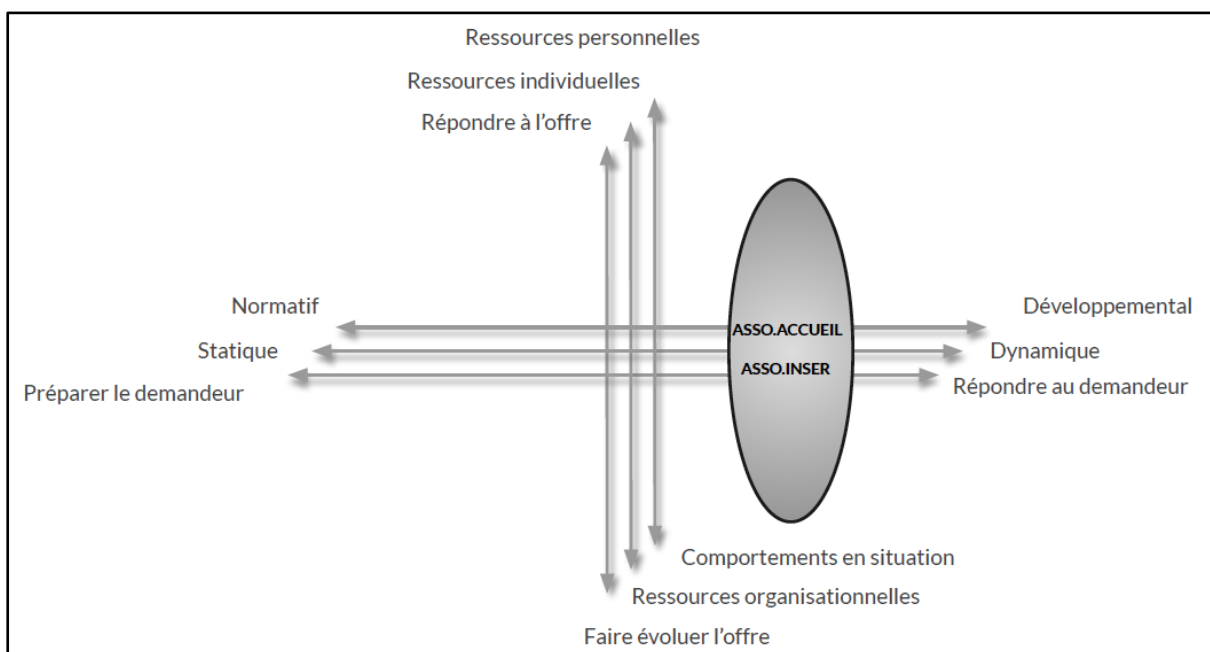 Ressources personnelles
Ressources individuelles
Répondre à l'offre
Normatif
Développemental
ASSO.ACCUEIL
Statique
Dynamique
ASSO.INSER
Préparer le demandeur
Répondre au demandeur
Comportements en situation
Ressources organisationnelles
Faire évoluer l'offre